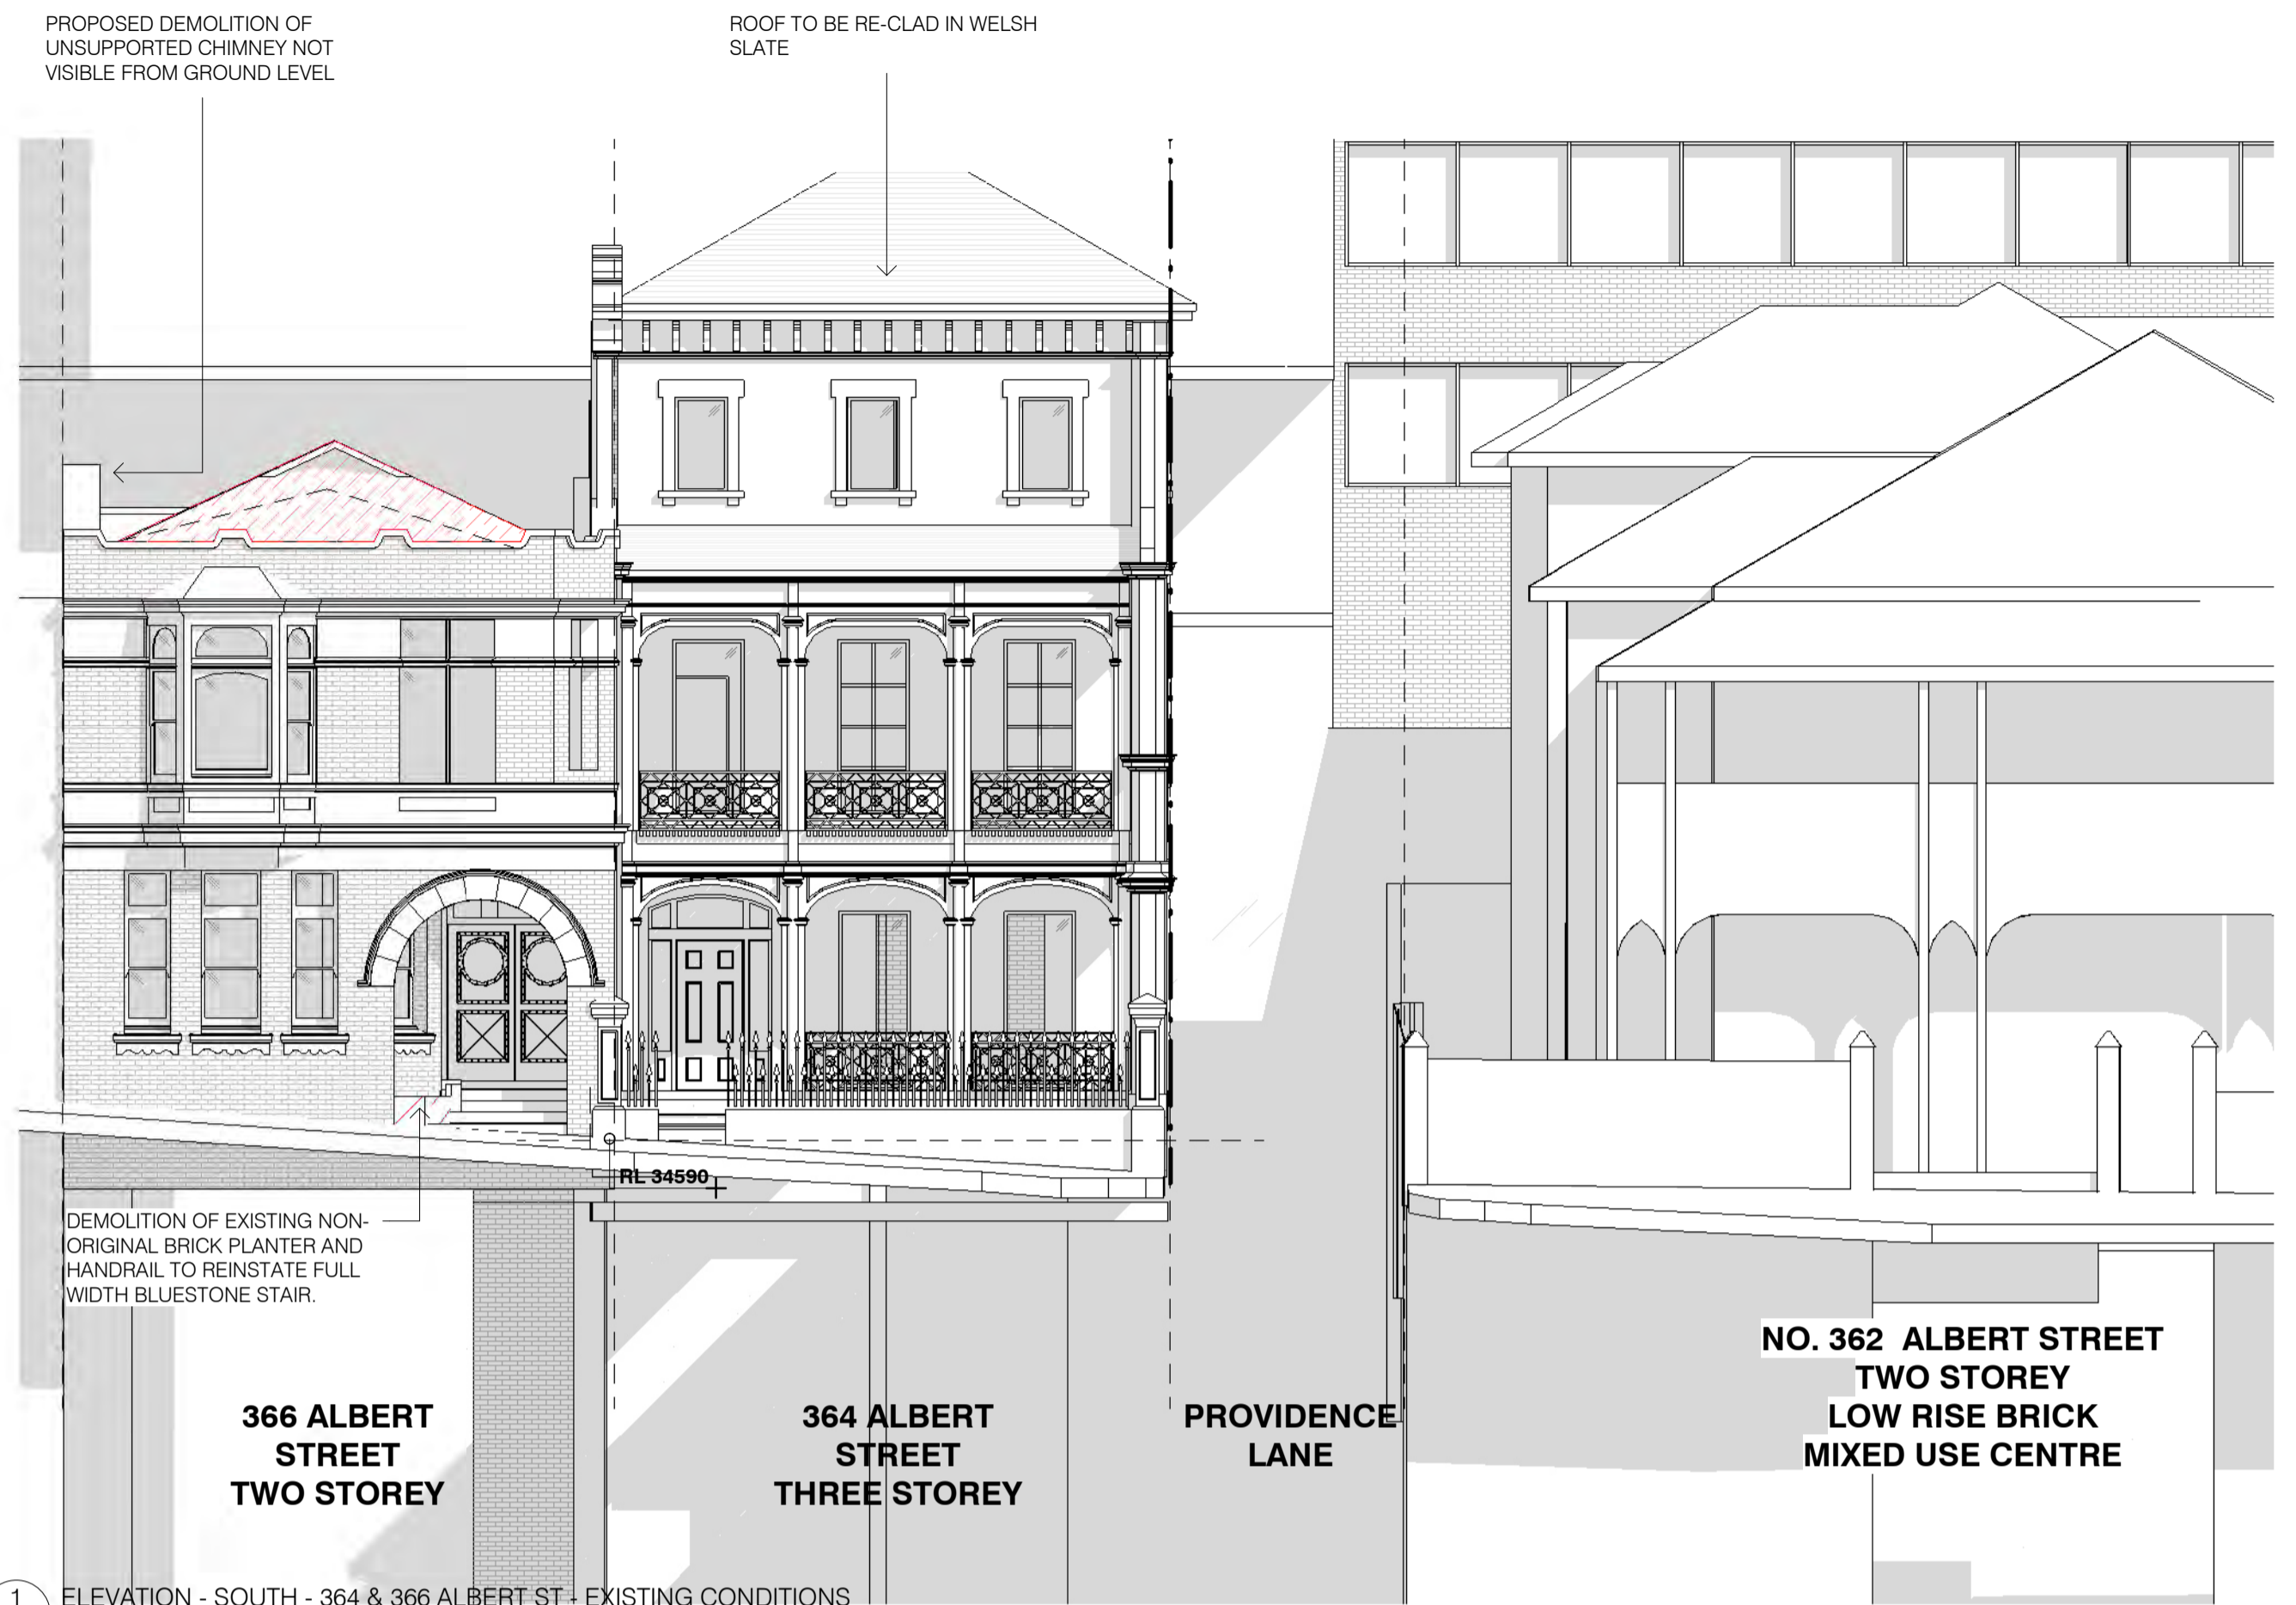 PROPOSED DEMOLITION OF
UNSUPPORTED CHIMNEY NOT
VISIBLE FROM GROUND LEVEL
ROOF TO BE RE-CLAD IN WELSH
SLATE
RL 34590
DEMOLITION OF EXISTING NON-
ORIGINAL BRICK PLANTER AND
HANDRAIL TO REINSTATE FULL
WIDTH BLUESTONE STAIR.
366 ALBERT
STREET
TWO STOREY
364 ALBERT
STREET
THREE STOREY
PROVIDENCE
LANE
NO. 362 ALBERT STREET
TWO STOREY
LOW RISE BRICK
MIXED USE CENTRE
1 ELEVATION - SOUTH - 364 & 366 ALBERT ST - EXISTING CONDITIONS